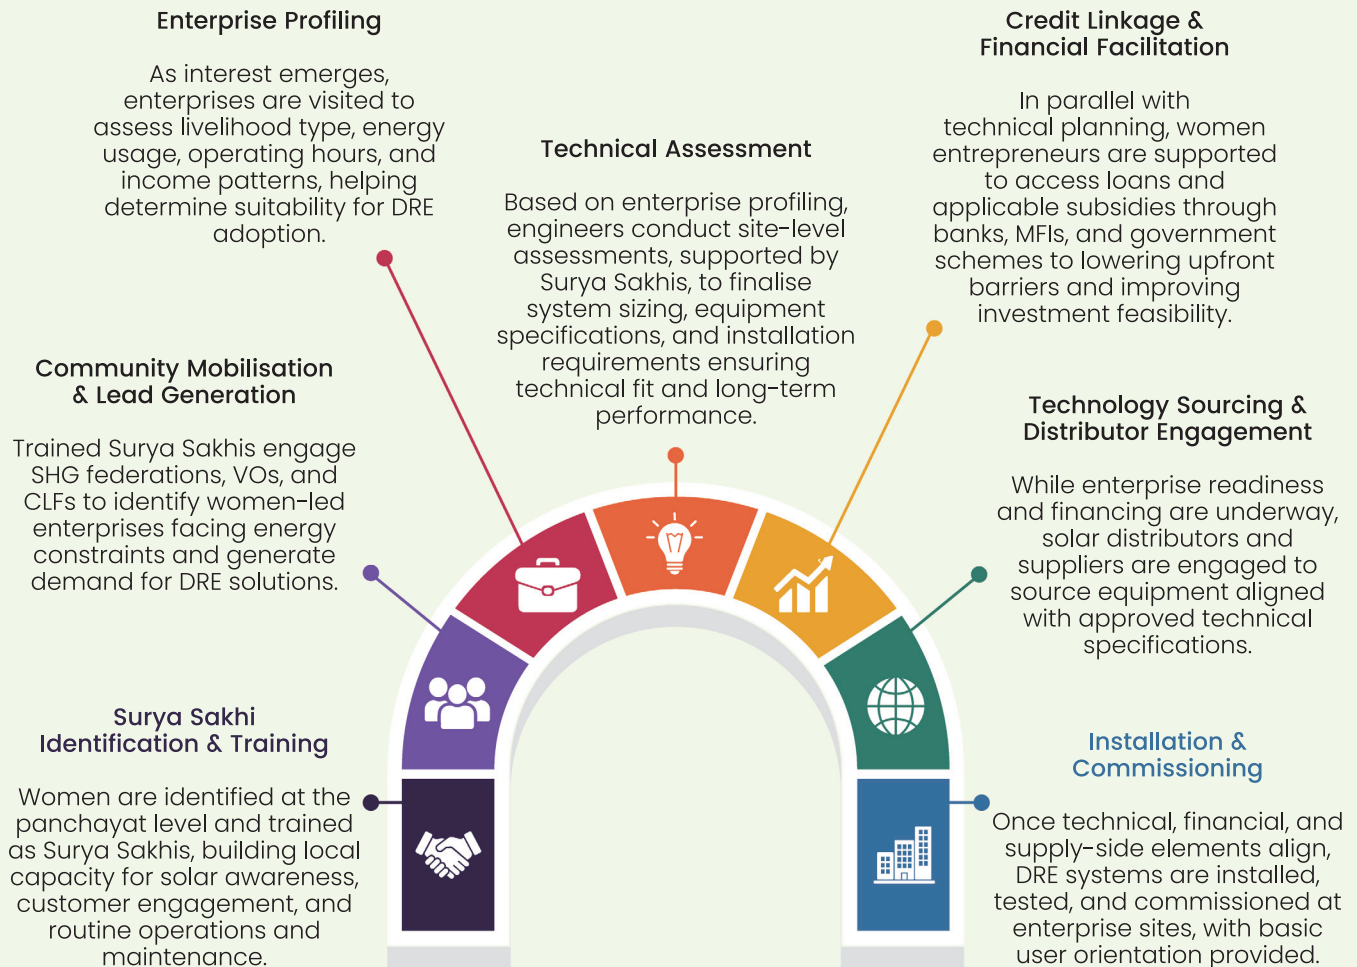 Enterprise Profiling
As interest emerges,
enterprises are visited to
assess livelihood type, energy
usage, operating hours, and
income patterns, helping
determine suitability for DRE
adoption.
Credit Linkage &
Financial Facilitation
In parallel with
technical planning, women
entrepreneurs are supported
to access loans and
applicable subsidies through
banks, MFIs, and government
schemes to lowering upfront
barriers and improving
investment feasibility.
Technical Assessment
Based on enterprise profiling,
engineers conduct site-level
assessments, supported by
Surya Sakhis, to finalise
system sizing, equipment
specifications, and installation
requirements ensuring
technical fit and long-term
performance.
Community Mobilisation
& Lead Generation
Trained Surya Sakhis engage
SHG federations, VOs, and
CLFs to identify women-led
enterprises facing energy
constraints and generate
demand for DRE solutions.
Technology Sourcing &
Distributor Engagement
While enterprise readiness
and financing are underway,
solar distributors and
suppliers are engaged to
source equipment aligned
with approved technical
specifications.
Surya Sakhi
Identification & Training
Women are identified at the
panchayat level and trained
as Surya Sakhis, building local
capacity for solar awareness,
customer engagement, and
routine operations and
maintenance.
Installation &
Commissioning
Once technical, financial, and
supply-side elements align,
DRE systems are installed,
tested, and commissioned at
enterprise sites, with basic
user orientation provided.